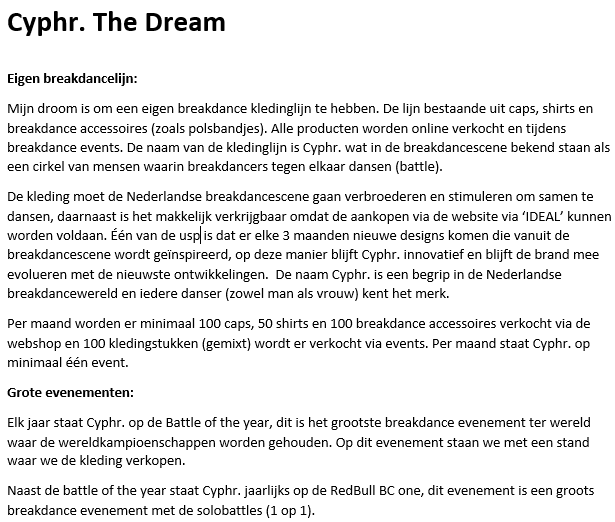 Cyphr. The Dream
Eigen breakdancelijn:
Mijn droom is om een eigen breakdance kledinglijn te hebben. De lijn bestaande uit caps, shirts en
breakdance accessoires (zoals polsbandjes). Alle producten worden online verkocht en tijdens
breakdance events. De naam van de kledinglijn is Cyphr. wat in de breakdancescene bekend staan als
een cirkel van mensen waarin breakdancers tegen elkaar dansen (battle).
De kleding moet de Nederlandse breakdancescene gaan verbroederen en stimuleren om samen te
dansen, daarnaast is het makkelijk verkrijgbaar omdat de aankopen via de website via ‘IDEAL’ kunnen
worden voldaan. Één van de usp is dat er elke 3 maanden nieuwe designs komen die vanuit de
breakdancescene wordt geïnspireerd, op deze manier blijft Cyphr. innovatief en blijft de brand mee
evolueren met de nieuwste ontwikkelingen.  De naam Cyphr. is een begrip in de Nederlandse
breakdancewereld en iedere danser (zowel man als vrouw) kent het merk.
Per maand worden er minimaal 100 caps, 50 shirts en 100 breakdance accessoires verkocht via de
webshop en 100 kledingstukken (gemixt) wordt er verkocht via events. Per maand staat Cyphr. op
minimaal één event.
Grote evenementen:
Elk jaar staat Cyphr. op de Battle of the year, dit is het grootste breakdance evenement ter wereld
waar de wereldkampioenschappen worden gehouden. Op dit evenement staan we met een stand
waar we de kleding verkopen.
Naast de battle of the year staat Cyphr. jaarlijks op de RedBull BC one, dit evenement is een groots
breakdance evenement met de solobattles (1 op 1).